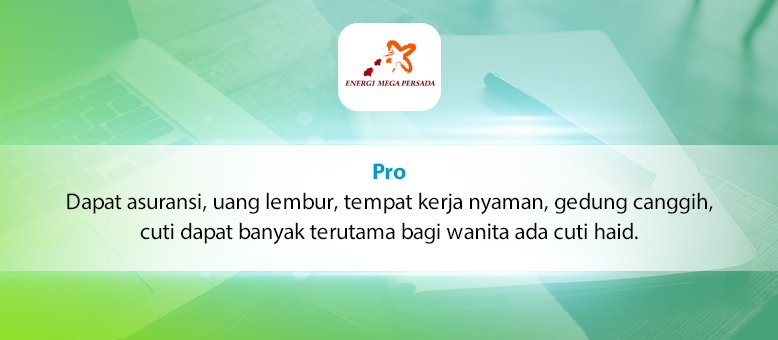 ENERGI MEGA PERSADA
Pro
Dapat asuransi, uang lembur, tempat kerja nyaman, gedung canggih,
cuti dapat banyak terutama bagi wanita ada cuti haid.